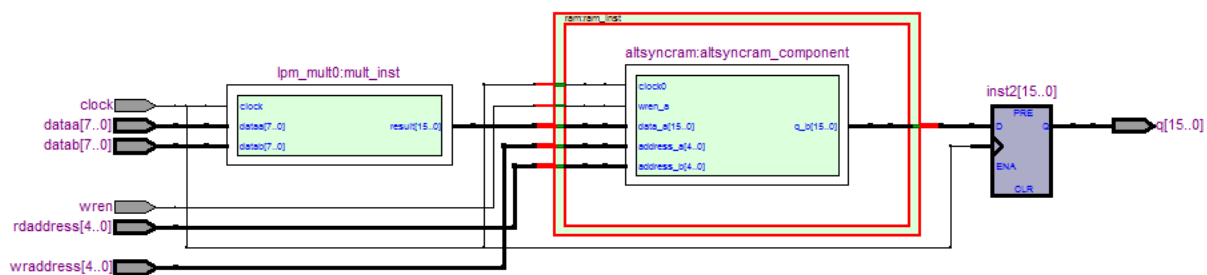 ram:ram_inst
altsyncram:altsyncram_component
lpm_mult0:mult_inst
inst2[15..0]
clock
dataa[7..0]
datab[7..0]
wren
rdaddress[4..0]
wraddress[4..0]
clock
dataa[7..0]
datab[7..0]
result[15..0]
clock0
wren_a
data_a[15..0]
address_a[4..0]
address_b[4..0]
q_b[15..0]
PRE
D
Q
ENA
CLR
q[15..0]